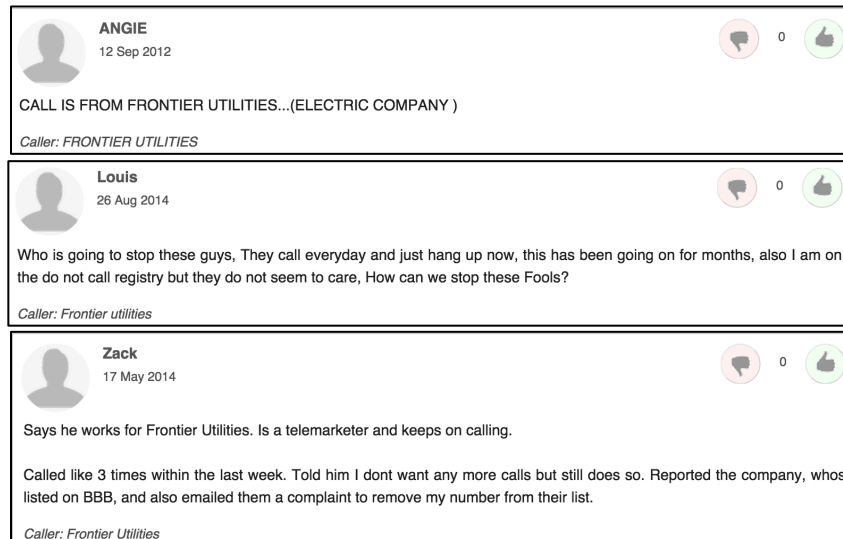 ANGIE
12 Sep 2012
0
CALL IS FROM FRONTIER UTILITIES...(ELECTRIC COMPANY )
Caller: FRONTIER UTILITIES
Louis
26 Aug 2014
0
Who is going to stop these guys, They call everyday and just hang up now, this has been going on for months, also I am on
the do not call registry but they do not seem to care, How can we stop these Fools?
Caller: Frontier utilities
Zack
17 May 2014
0
Says he works for Frontier Utilities. Is a telemarketer and keeps on calling.
Called like 3 times within the last week. Told him I dont want any more calls but still does so. Reported the company, whos
listed on BBB, and also emailed them a complaint to remove my number from their list.
Caller: Frontier Utilities